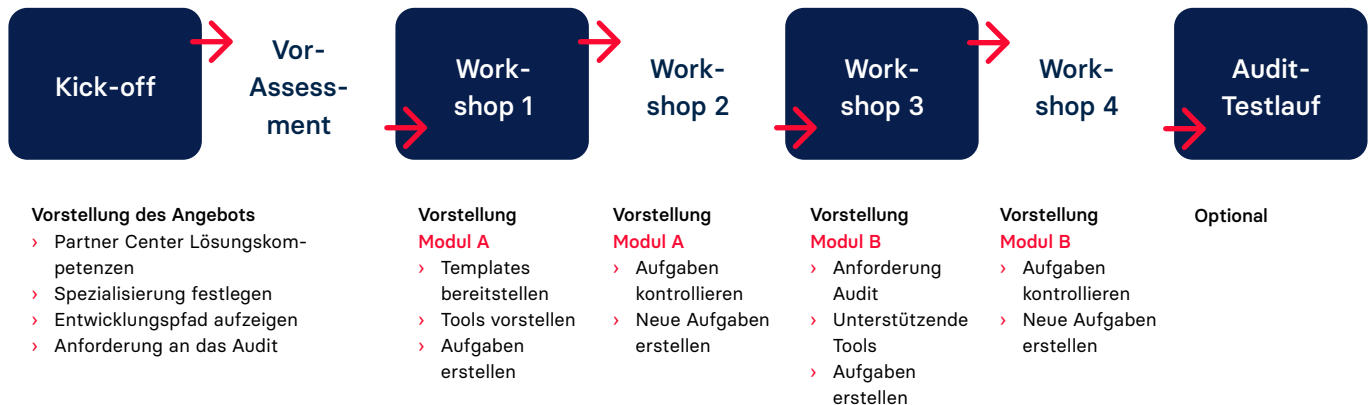 Kick-off
Vor-
Assess-
ment
Work-
shop 1
Work-
shop 2
Work-
shop 3
Work-
shop 4
Audit-
Testlauf
Vorstellung des Angebots
› Partner Center Lösungskom-
petenzen
› Spezialisierung festlegen
› Entwicklungspfad aufzeigen
› Anforderung an das Audit
Vorstellung
Modul A
› Templates
bereitstellen
› Tools vorstellen
› Aufgaben
erstellen
Vorstellung
Modul A
› Aufgaben
kontrollieren
› Neue Aufgaben
erstellen
Vorstellung
Modul B
› Anforderung
Audit
› Unterstützende
Tools
› Aufgaben
erstellen
Vorstellung
Modul B
› Aufgaben
kontrollieren
› Neue Aufgaben
erstellen
Optional